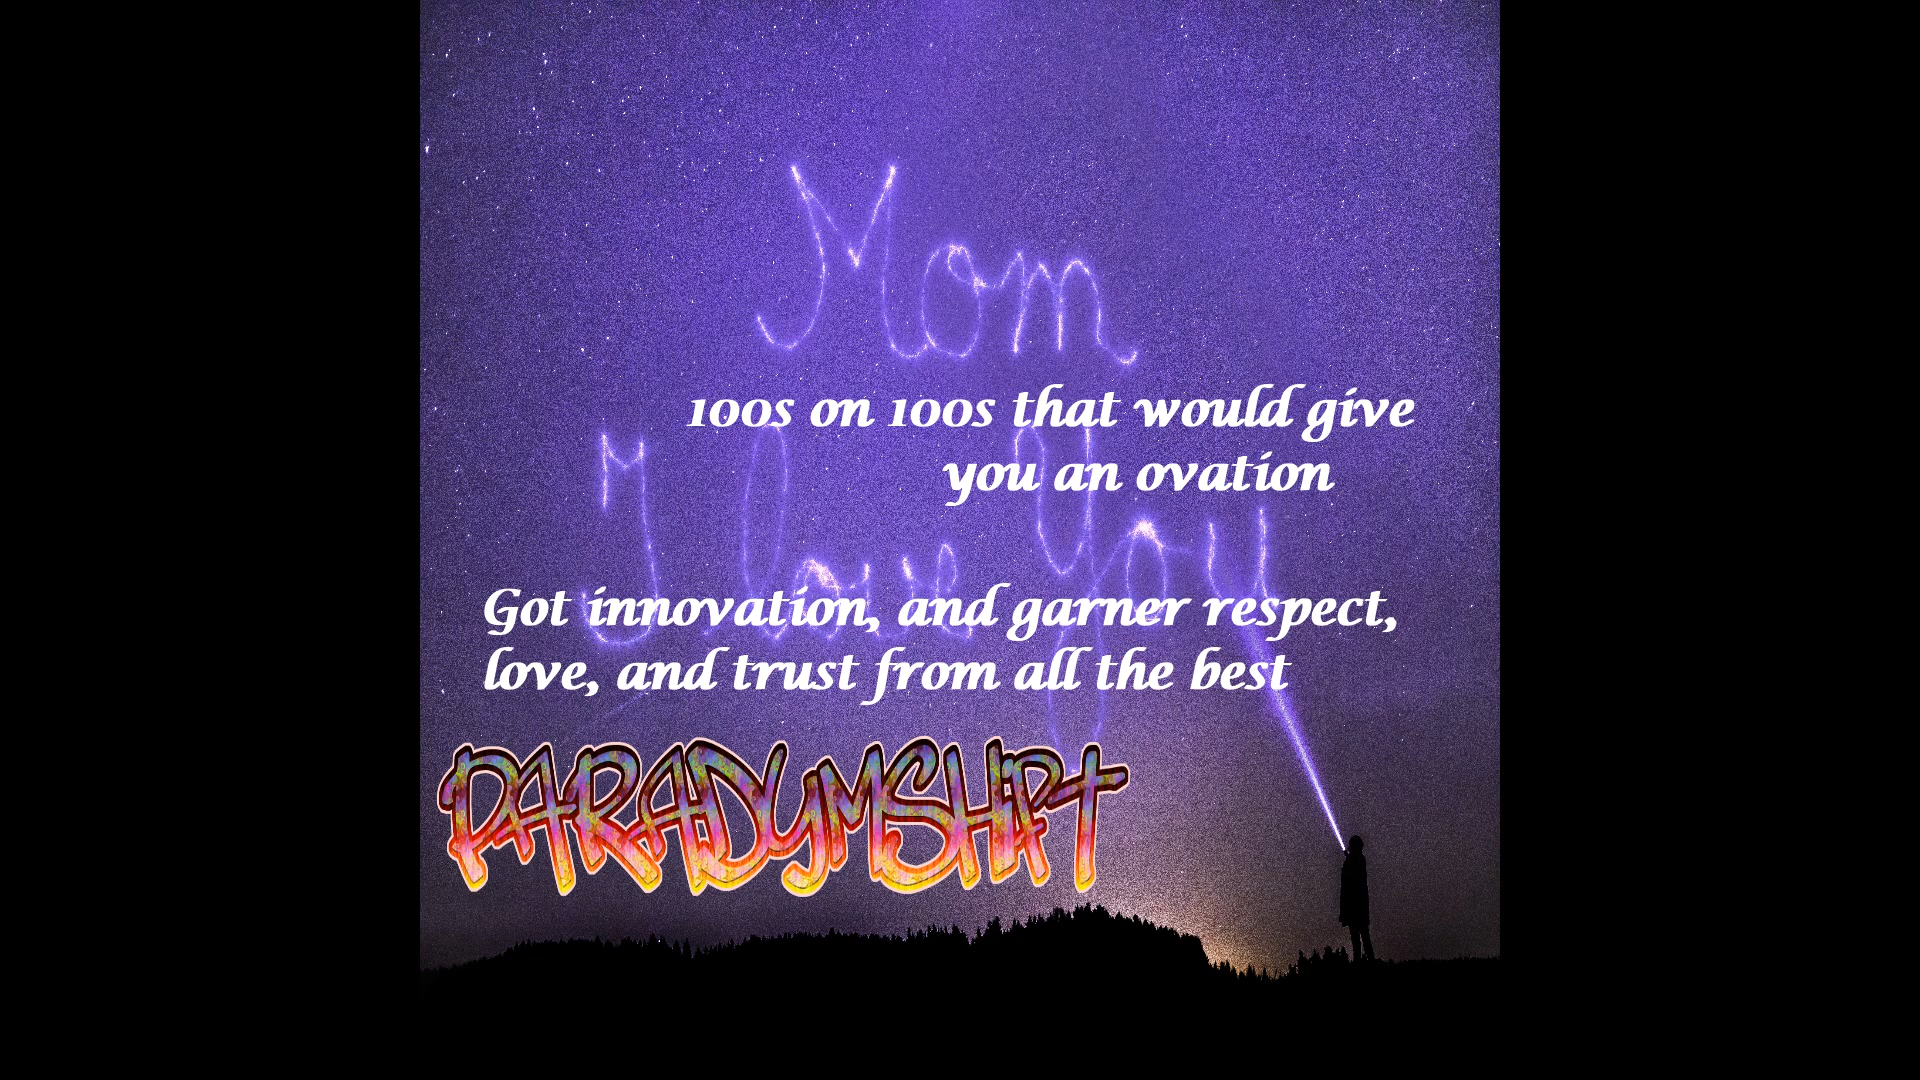 Mom
100s on 100s that would give
you an ovation
I love You
Got innovation, and garner respect,
love, and trust from all the best
PARADYMSHIFT